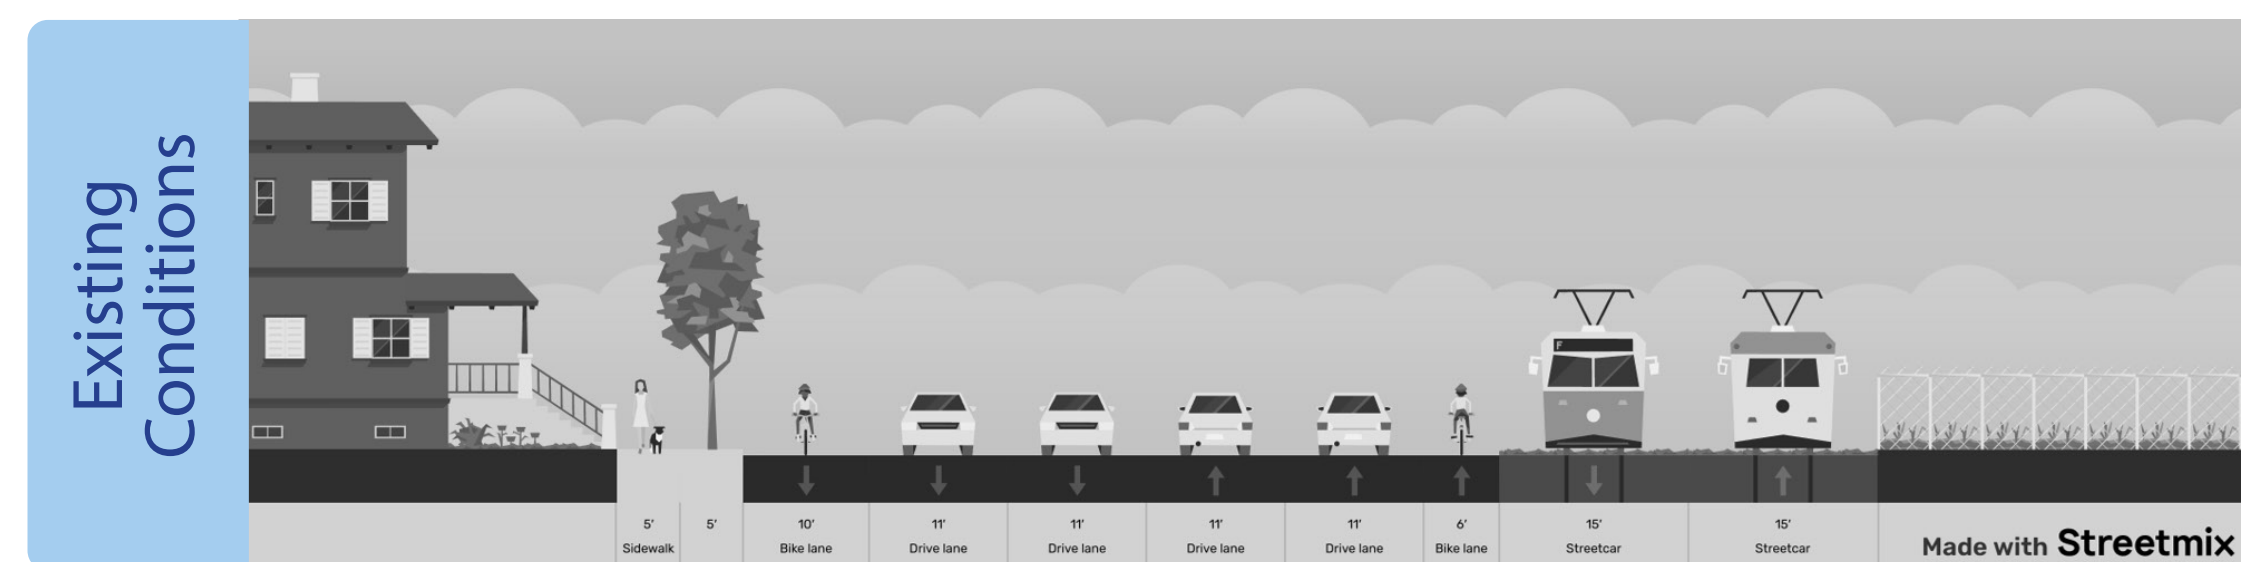 Existing
Conditions
F
5' 5' 10' 11' 11' 11' 11' 6' 15' 15'
Sidewalk Bike lane Drive lane Drive lane Drive lane Drive lane Bike lane Streetcar Streetcar
Made with Streetmix